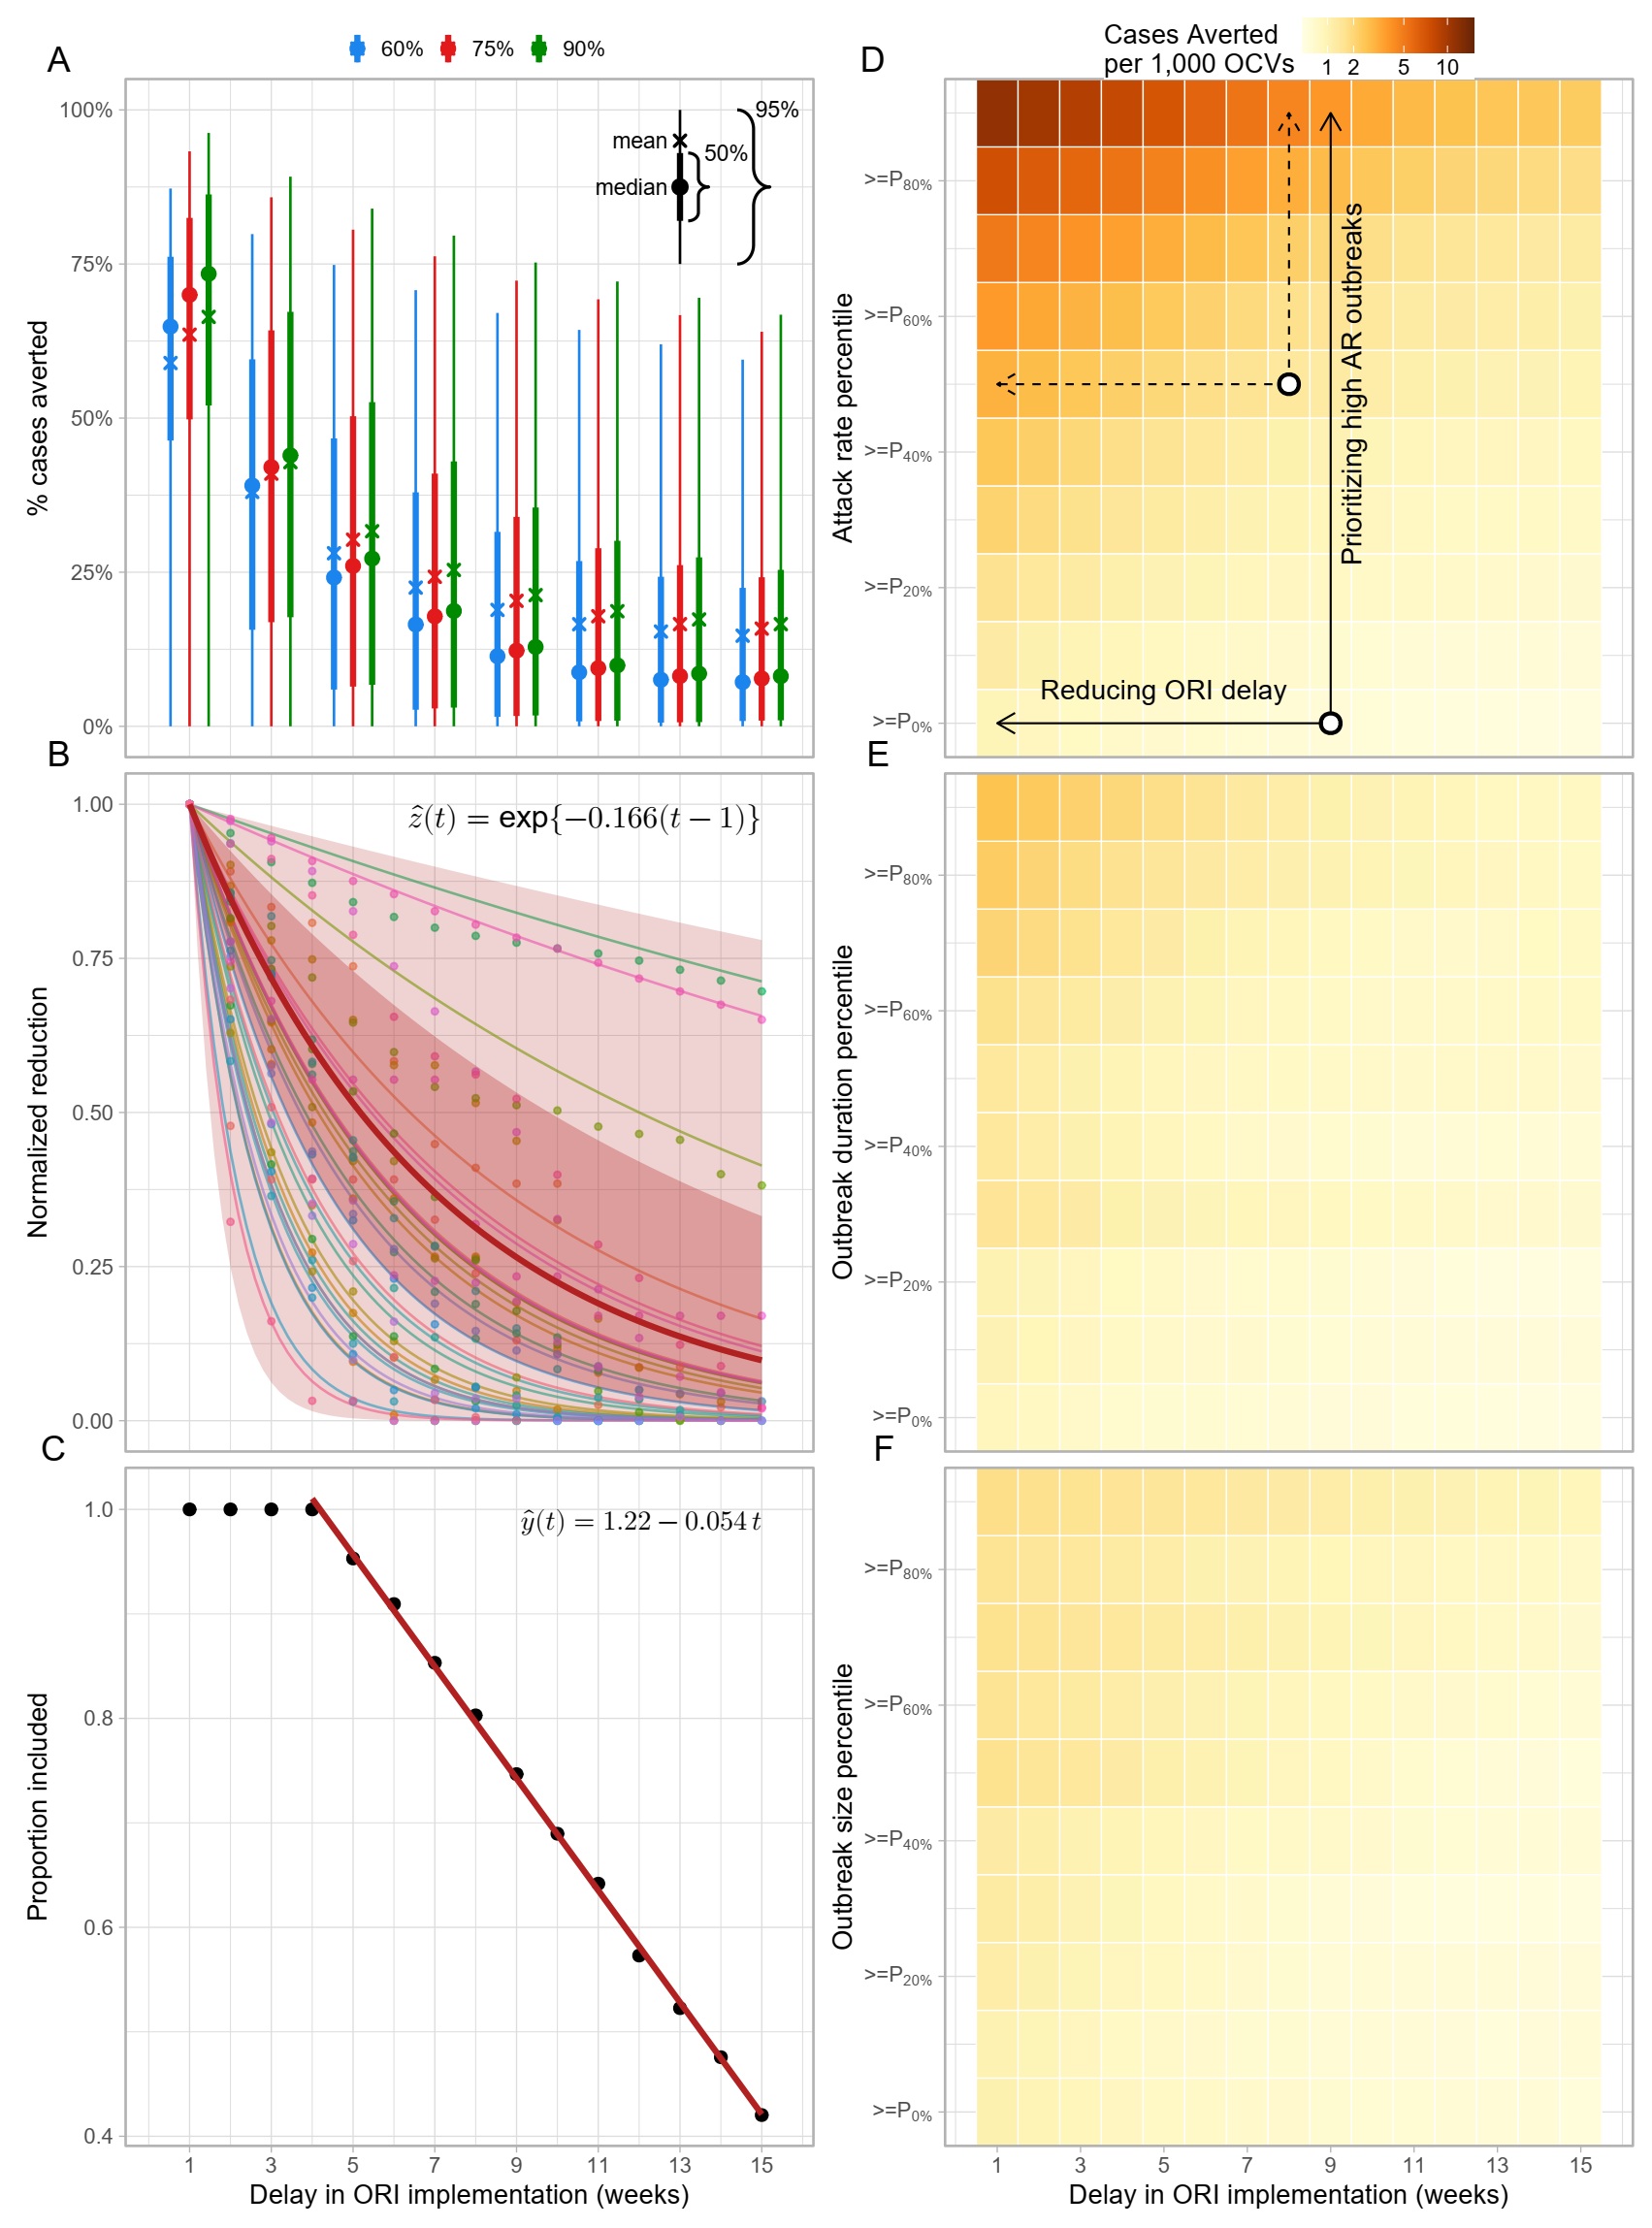 A
60% 75% 90%
100%
75%
50%
25%
0%
% cases averted
mean
median
50%
95%
B
1.00
0.75
0.50
0.25
0.00
Normalized reduction
ẑ(t) = exp{−0.166(t − 1)}
C
1.0
0.8
0.6
0.4
Proportion included
ŷ(t) = 1.22 − 0.054 t
1 3 5 7 9 11 13 15
Delay in ORI implementation (weeks)
D
Cases Averted
per 1,000 OCVs
1 2 5 10
>=P80%
>=P60%
>=P40%
>=P20%
>=P0%
Attack rate percentile
Prioritizing high AR outbreaks
Reducing ORI delay
E
>=P80%
>=P60%
>=P40%
>=P20%
>=P0%
Outbreak duration percentile
F
>=P80%
>=P60%
>=P40%
>=P20%
>=P0%
Outbreak size percentile
1 3 5 7 9 11 13 15
Delay in ORI implementation (weeks)